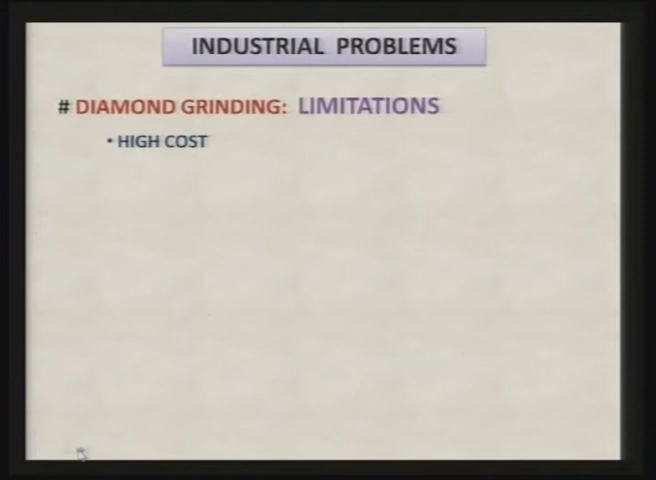 INDUSTRIAL PROBLEMS
# DIAMOND GRINDING: LIMITATIONS
• HIGH COST